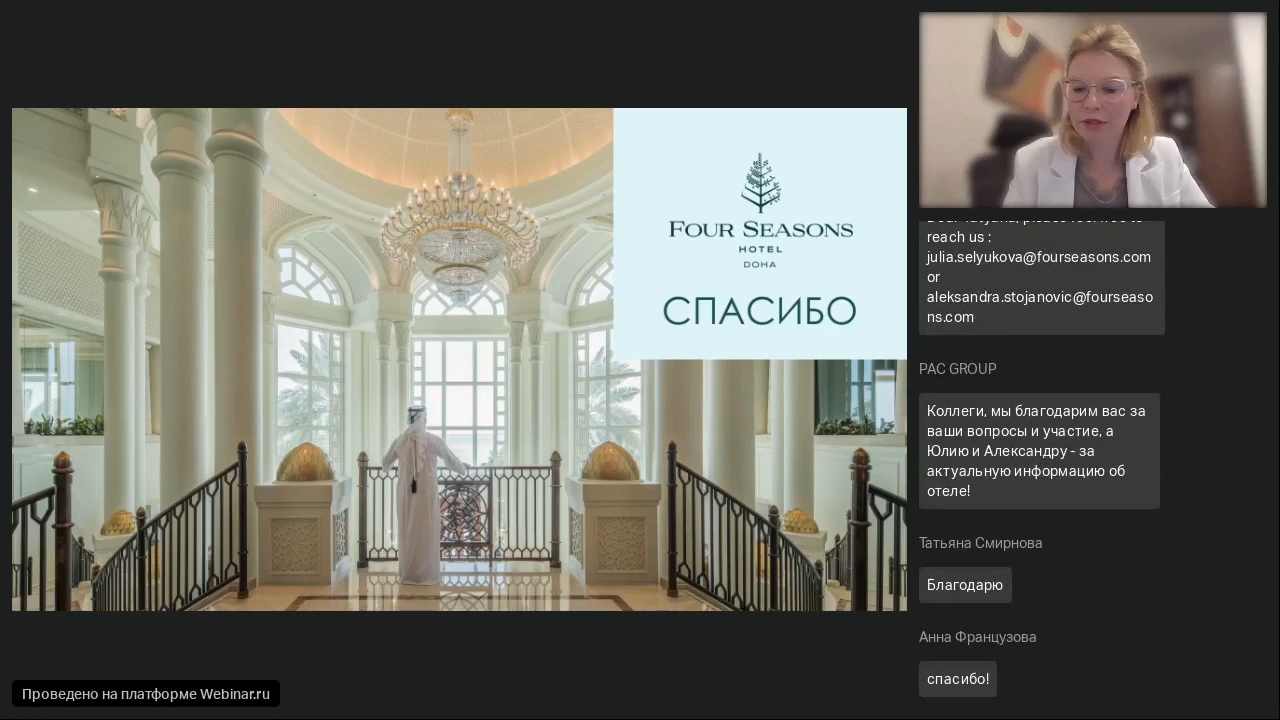 FOUR SEASONS
HOTEL
DOHA
СПАСИБО
reach us :
julia.selyukova@fourseasons.com
or
aleksandra.stojanovic@fourseaso
ns.com
PAC GROUP
Коллеги, мы благодарим вас за
ваши вопросы и участие, а
Юлию и Александру - за
актуальную информацию об
отеле!
Татьяна Смирнова
Благодарю
Анна Французова
спасибо!
Проведено на платформе Webinar.ru